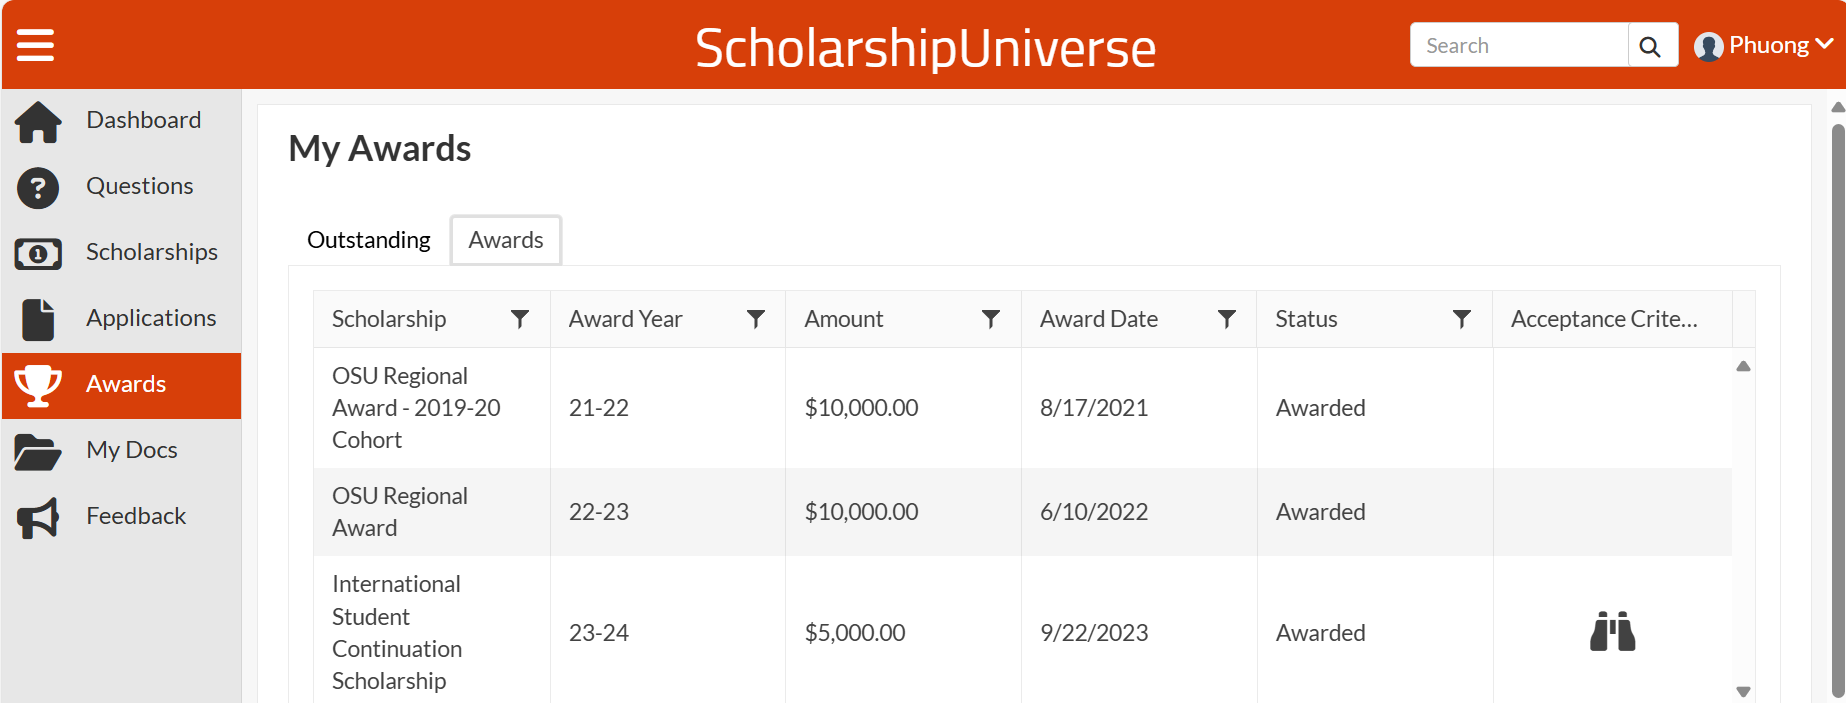 ScholarshipUniverse
Search
Phuong
Dashboard
Questions
Scholarships
Applications
Awards
My Docs
Feedback
My Awards
Outstanding
Awards
Scholarship
Award Year
Amount
Award Date
Status
Acceptance Crite...
OSU Regional
Award - 2019-20
Cohort
21-22
$10,000.00
8/17/2021
Awarded
OSU Regional
Award
22-23
$10,000.00
6/10/2022
Awarded
International
Student
Continuation
Scholarship
23-24
$5,000.00
9/22/2023
Awarded